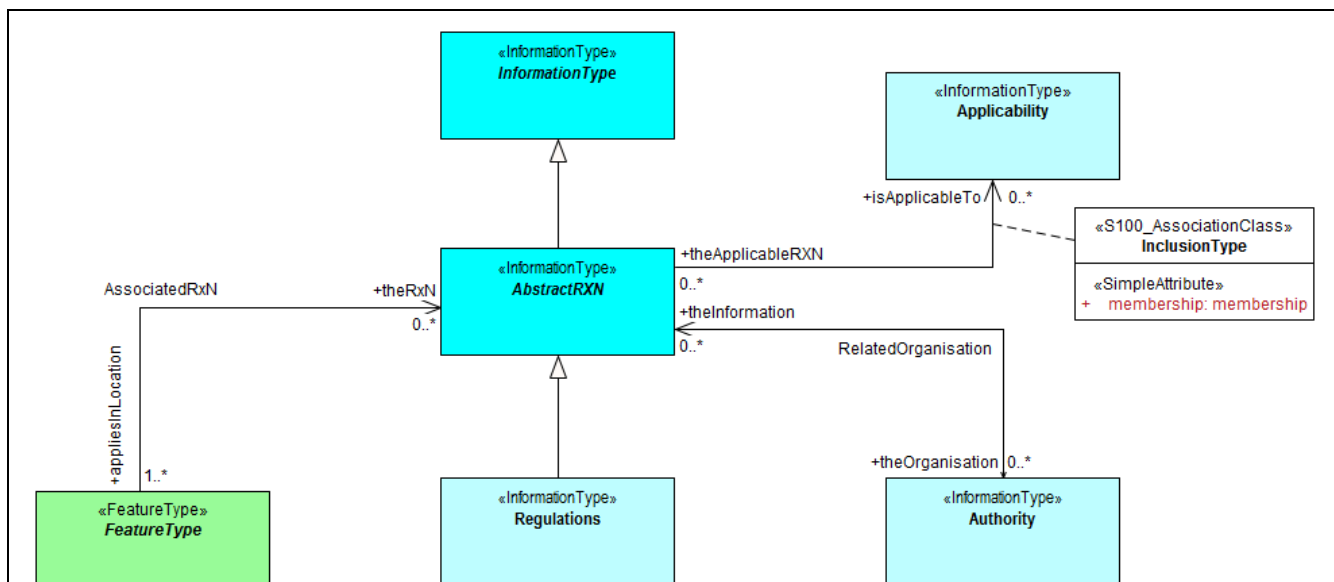 «InformationType»
InformationType
«InformationType»
Applicability
+isApplicableTo
0..*
«S100_AssociationClass»
InclusionType
«SimpleAttribute»
+ membership: membership
«InformationType»
AbstractRXN
+theApplicableRXN
0..*
AssociatedRxN
+theRxN
0..*
+theInformation
0..*
RelatedOrganisation
+appliesInLocation
1..*
+theOrganisation
0..*
«FeatureType»
FeatureType
«InformationType»
Regulations
«InformationType»
Authority